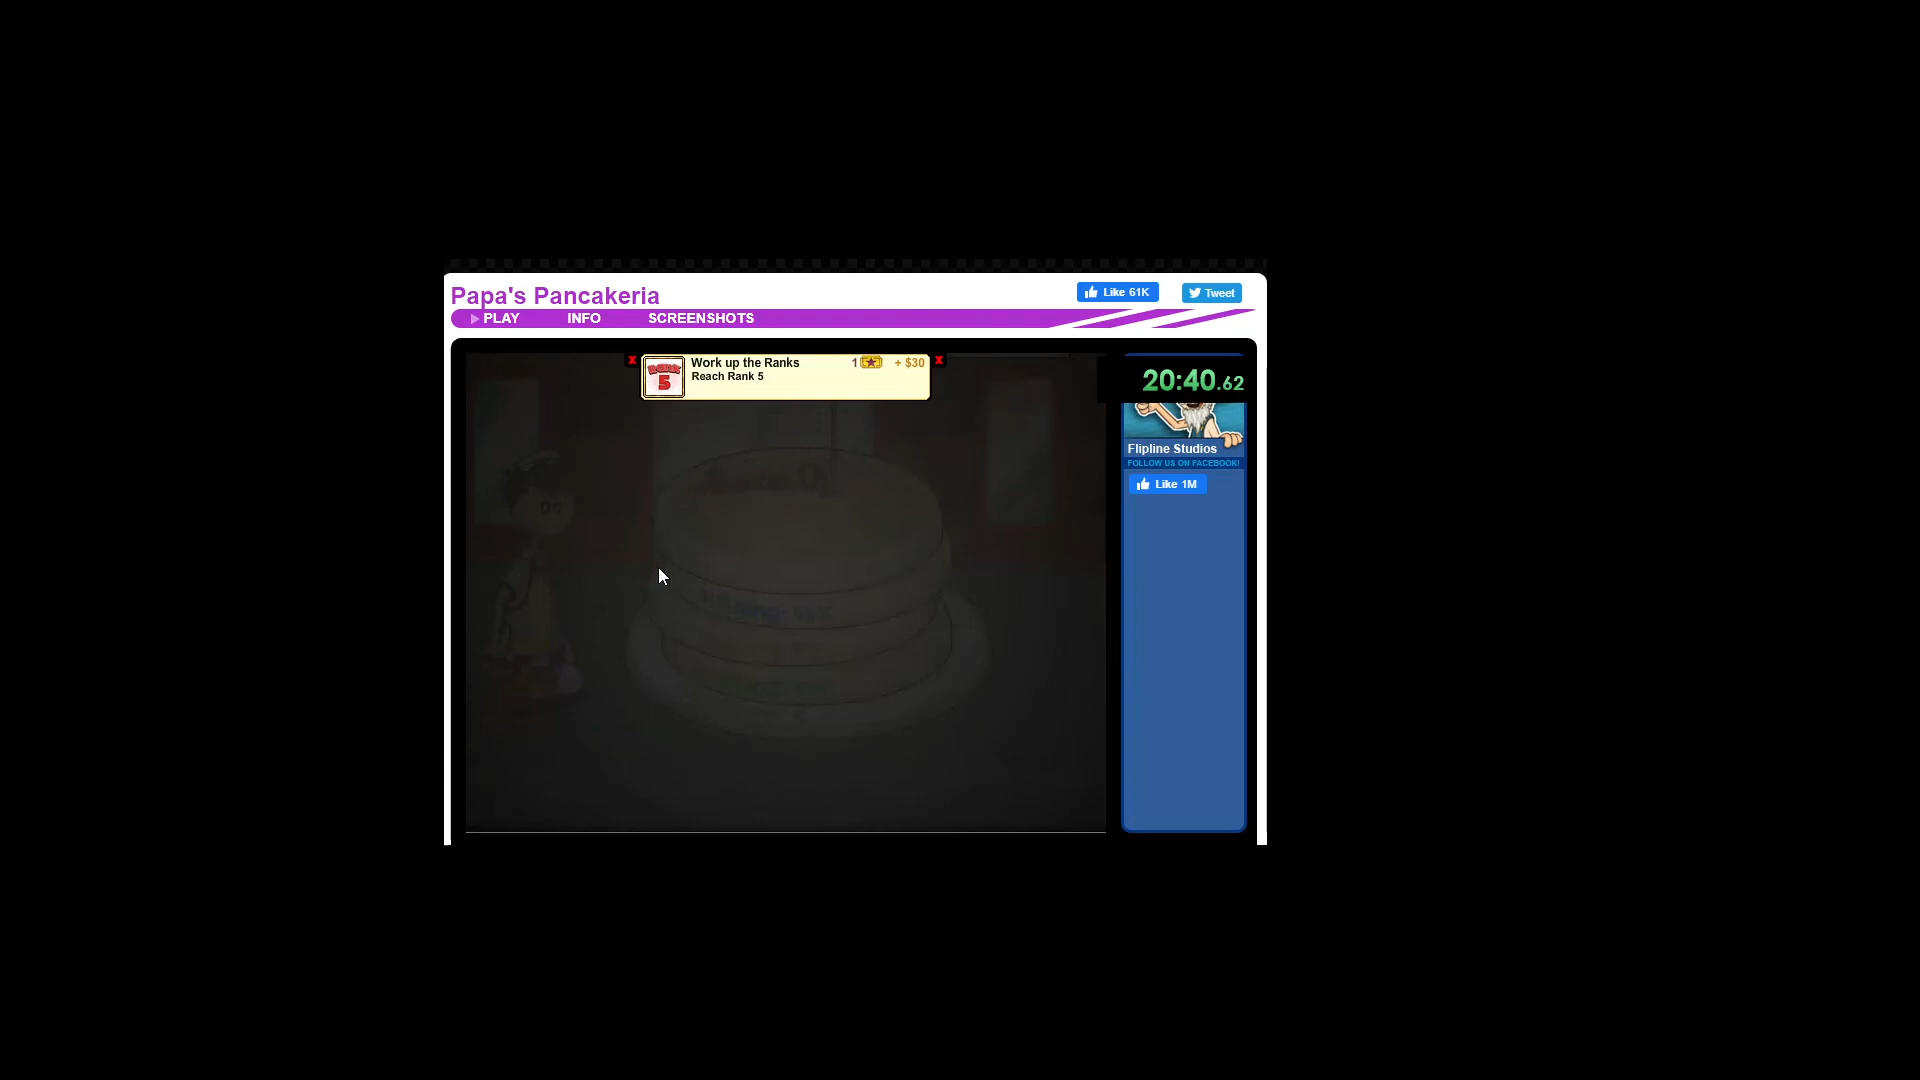 Papa's Pancakeria
Like 61K
Tweet
PLAY INFO SCREENSHOTS
X
RANK 5
Work up the Ranks
1 + $30
Reach Rank 5
X
20:40.62
Flipline Studios
FOLLOW US ON FACEBOOK!
Like 1M